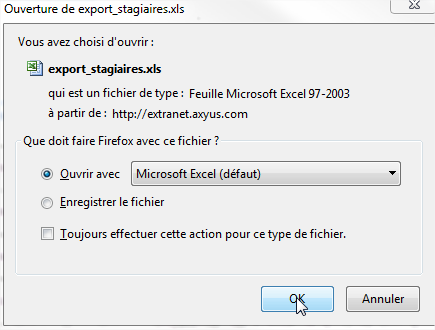 Ouverture de export_stagiaires.xls
Vous avez choisi d'ouvrir :
export_stagiaires.xls
qui est un fichier de type : Feuille Microsoft Excel 97-2003
à partir de : http://extranet.axyus.com
Que doit faire Firefox avec ce fichier ?
Ouvrir avec Microsoft Excel (défaut)
Enregistrer le fichier
Toujours effectuer cette action pour ce type de fichier.
OK Annuler